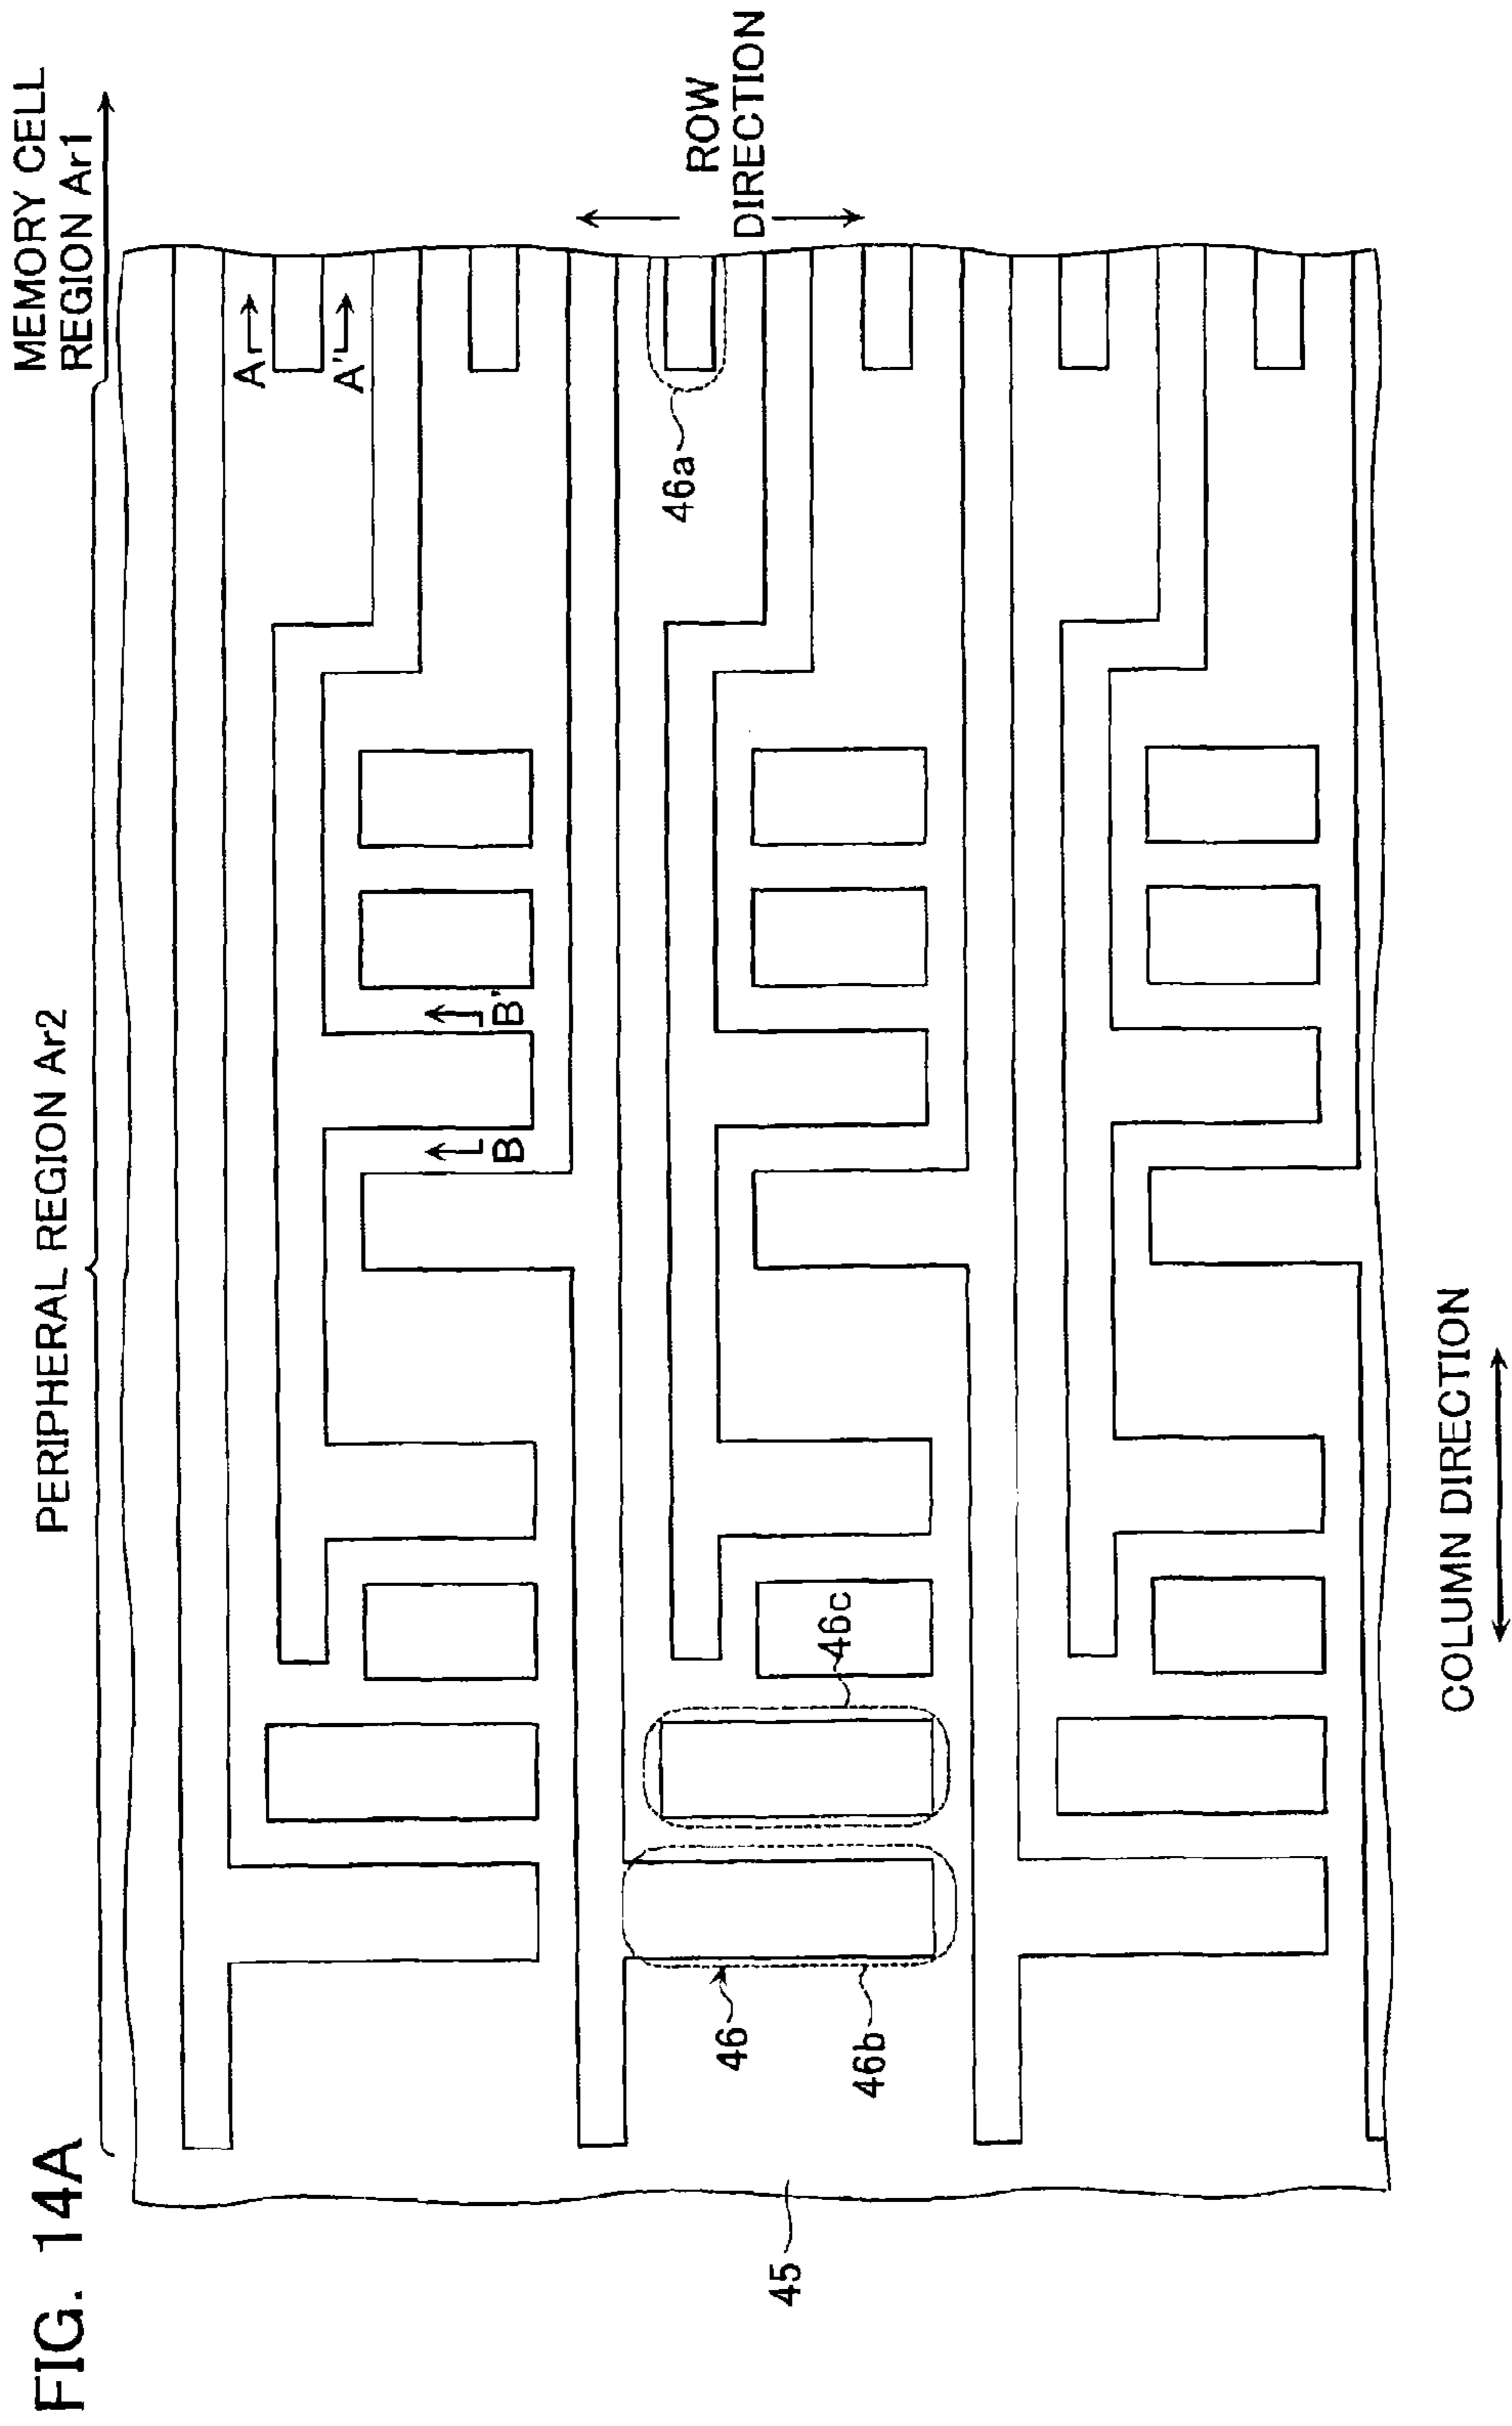 FIG. 14A
PERIPHERAL REGION Ar2
MEMORY CELL
REGION Ar1
A
A'
ROW
DIRECTION
46a
B
B'
46c
46
46b
45
COLUMN DIRECTION